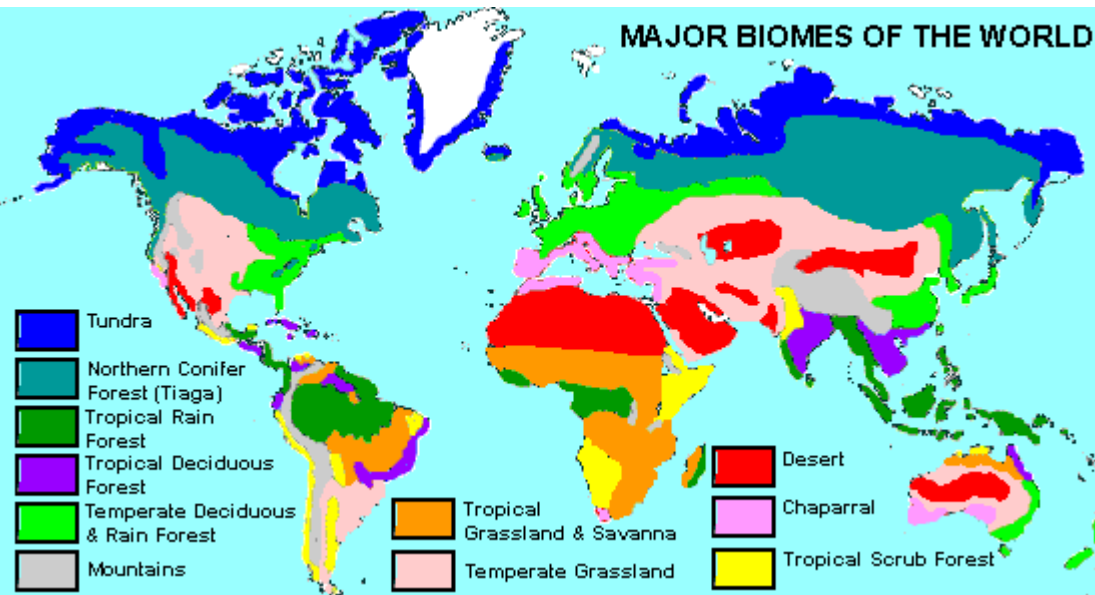 MAJOR BIOMES OF THE WORLD
Tundra
Northern Conifer
Forest (Tiaga)
Tropical Rain
Forest
Tropical Deciduous
Forest
Temperate Deciduous
& Rain Forest
Mountains
Tropical
Grassland & Savanna
Temperate Grassland
Desert
Chaparral
Tropical Scrub Forest